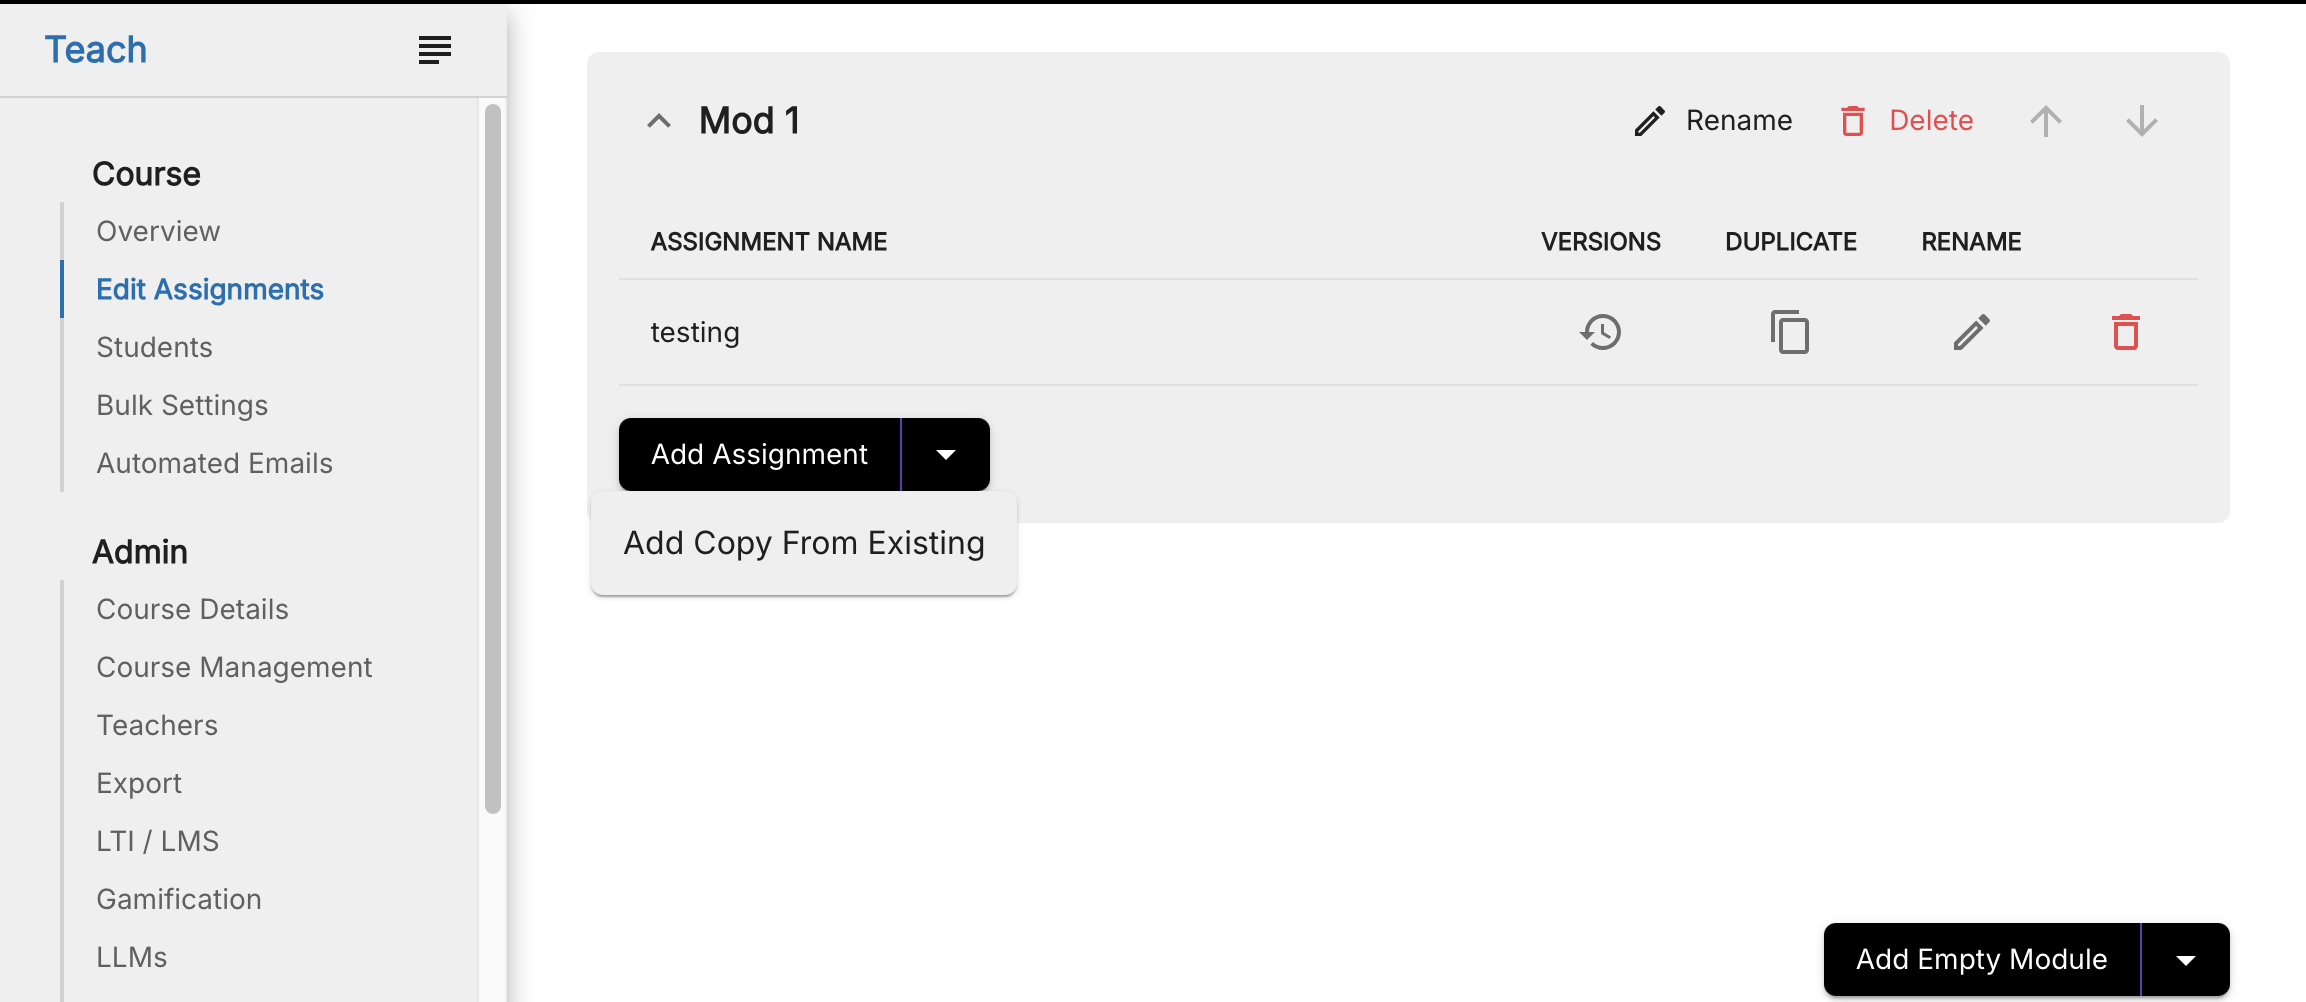 Teach
Course
Overview
Edit Assignments
Students
Bulk Settings
Automated Emails
Admin
Course Details
Course Management
Teachers
Export
LTI / LMS
Gamification
LLMs
Mod 1
Rename
Delete
ASSIGNMENT NAME VERSIONS DUPLICATE RENAME
testing
Add Assignment
Add Copy From Existing
Add Empty Module